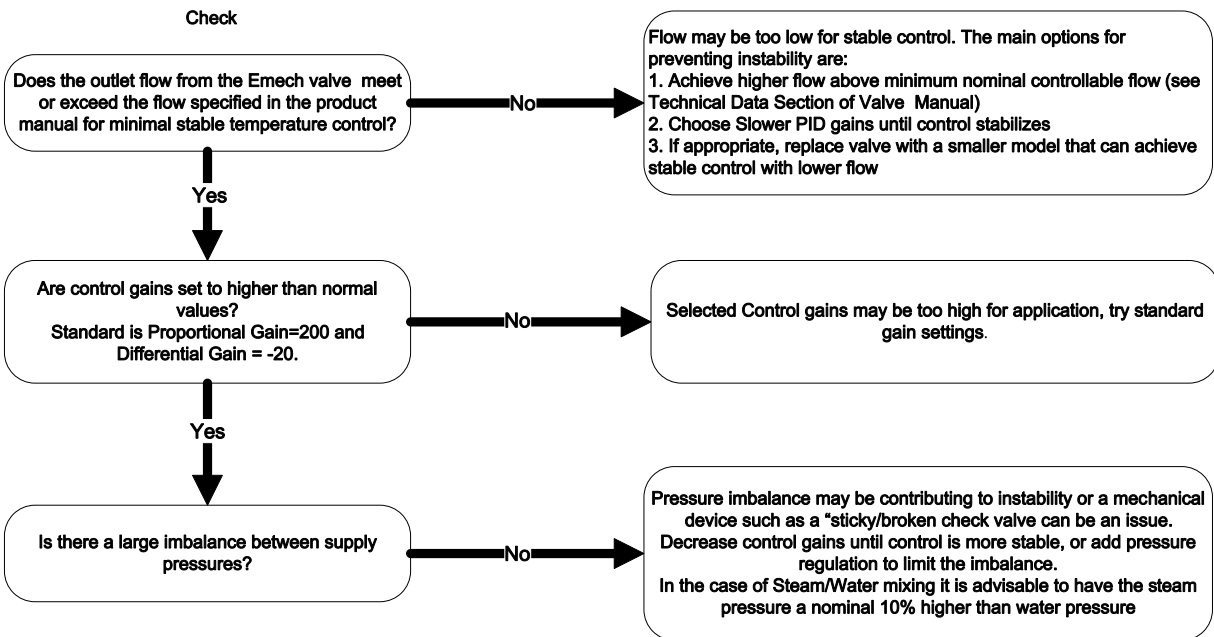 Check
Does the outlet flow from the Emech valve meet
or exceed the flow specified in the product
manual for minimal stable temperature control?
No
Flow may be too low for stable control. The main options for
preventing instability are:
1. Achieve higher flow above minimum nominal controllable flow (see
Technical Data Section of Valve Manual)
2. Choose Slower PID gains until control stabilizes
3. If appropriate, replace valve with a smaller model that can achieve
stable control with lower flow
Yes
Are control gains set to higher than normal
values?
Standard is Proportional Gain=200 and
Differential Gain = -20.
No
Selected Control gains may be too high for application, try standard
gain settings.
Yes
Is there a large imbalance between supply
pressures?
No
Pressure imbalance may be contributing to instability or a mechanical
device such as a “sticky/broken check valve can be an issue.
Decrease control gains until control is more stable, or add pressure
regulation to limit the imbalance.
In the case of Steam/Water mixing it is advisable to have the steam
pressure a nominal 10% higher than water pressure